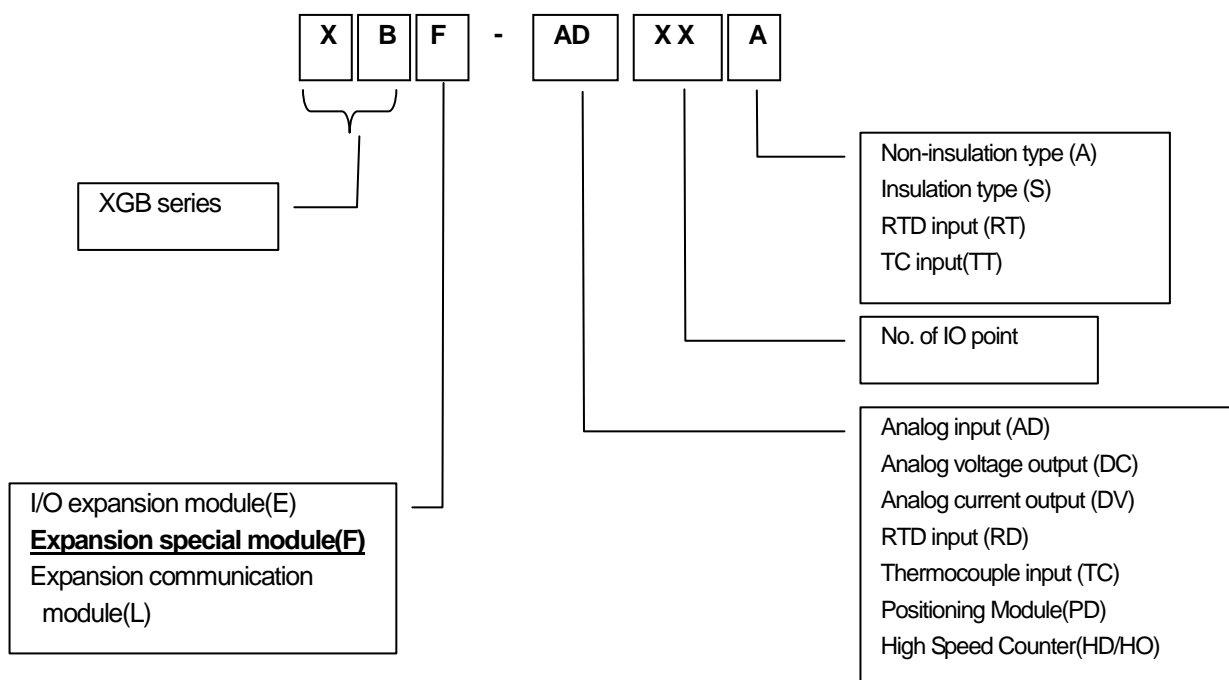 X B F - AD X X A
Non-insulation type (A)
Insulation type (S)
RTD input (RT)
TC input(TT)
XGB series
No. of IO point
Analog input (AD)
Analog voltage output (DC)
Analog current output (DV)
RTD input (RD)
Thermocouple input (TC)
Positioning Module(PD)
High Speed Counter(HD/HO)
I/O expansion module(E)
Expansion special module(F)
Expansion communication
module(L)